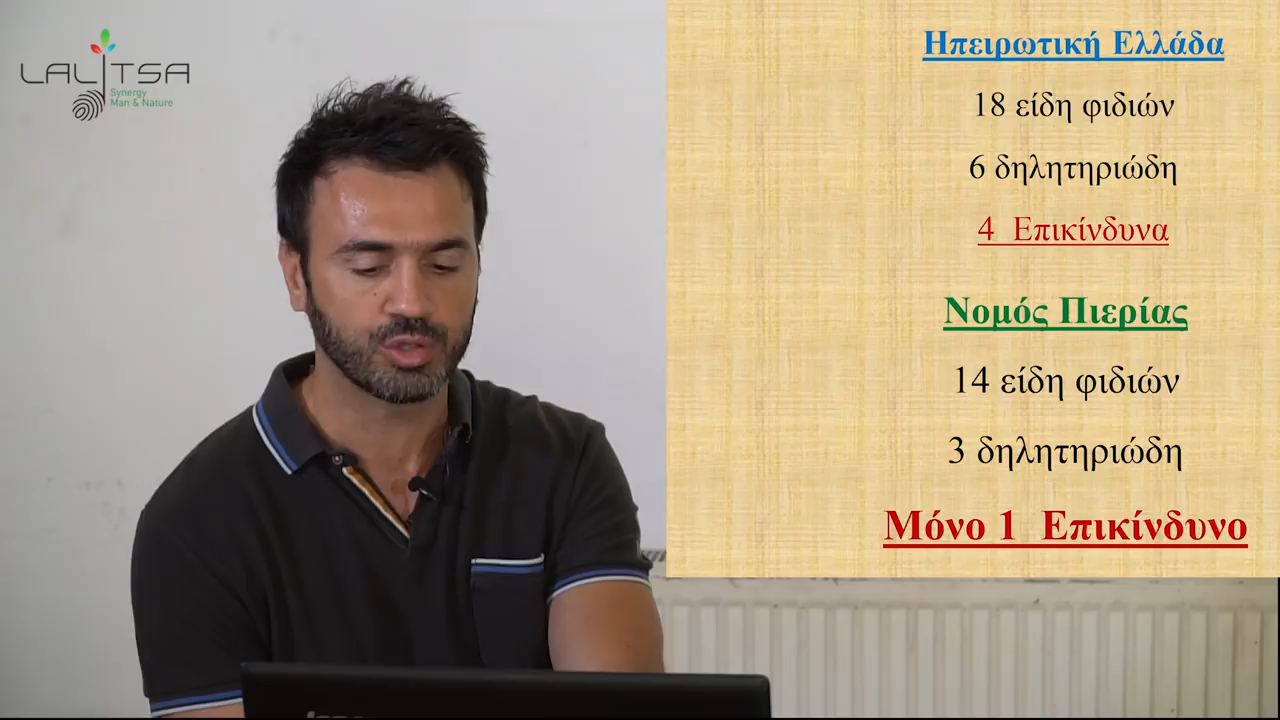 LALITSA
Synergy
Man & Nature
Ηπειρωτική Ελλάδα
18 είδη φιδιών
6 δηλητηριώδη
4 Επικίνδυνα
Νομός Πιερίας
14 είδη φιδιών
3 δηλητηριώδη
Μόνο 1 Επικίνδυνο